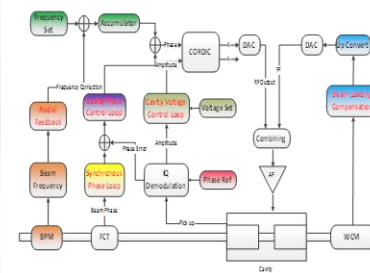 Frequency
Set
Accumulator
Phase
CORDIC
DAC
DAC
Up Convert
Amplitude
RF Output
Frequency Correction
Radial
Feedback
Control Loop
Cavity Voltage
Control Loop
Voltage Set
Beam Loading
Compensation
Combining
Phase Error
Amplitude
Beam
Frequency
Synchronous
Phase Loop
IQ
Demodulation
Phase Ref
Beam Phase
Pick up
BPM
FCT
WCM
Cavity